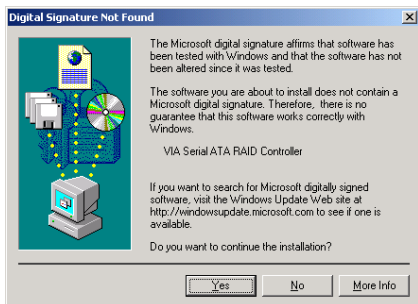 Digital Signature Not Found
The Microsoft digital signature affirms that software has
been tested with Windows and that the software has not
been altered since it was tested.
The software you are about to install does not contain a
Microsoft digital signature. Therefore, there is no
guarantee that this software works correctly with
Windows.
VIA Serial ATA RAID Controller
If you want to search for Microsoft digitally signed
software, visit the Windows Update Web site at
http://windowsupdate.microsoft.com to see if one is
available.
Do you want to continue the installation?
Yes No More Info